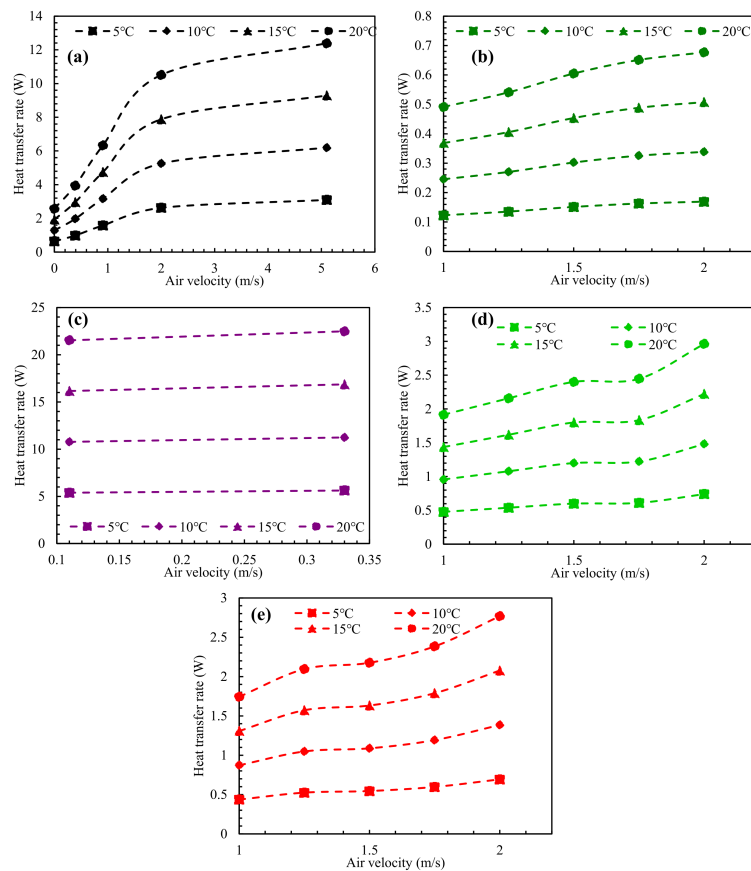 14
12
10
8
6
4
2
0
Heat transfer rate (W)
5℃ 10℃ 15℃ 20℃
(a)
0 1 2 3 4 5 6
Air velocity (m/s)
0.8
0.7
0.6
0.5
0.4
0.3
0.2
0.1
0
Heat transfer rate (W)
5℃ 10℃ 15℃ 20℃
(b)
1 1.5 2
Air velocity (m/s)
25
20
15
10
5
0
Heat transfer rate (W)
(c)
5℃ 10℃ 15℃ 20℃
0.1 0.15 0.2 0.25 0.3 0.35
Air velocity (m/s)
3.5
3
2.5
2
1.5
1
0.5
0
Heat transfer rate (W)
(d)
5℃ 10℃
15℃ 20℃
1 1.5 2
Air velocity (m/s)
3
2.5
2
1.5
1
0.5
0
Heat transfer rate (W)
(e)
5℃ 10℃
15℃ 20℃
1 1.5 2
Air velocity (m/s)